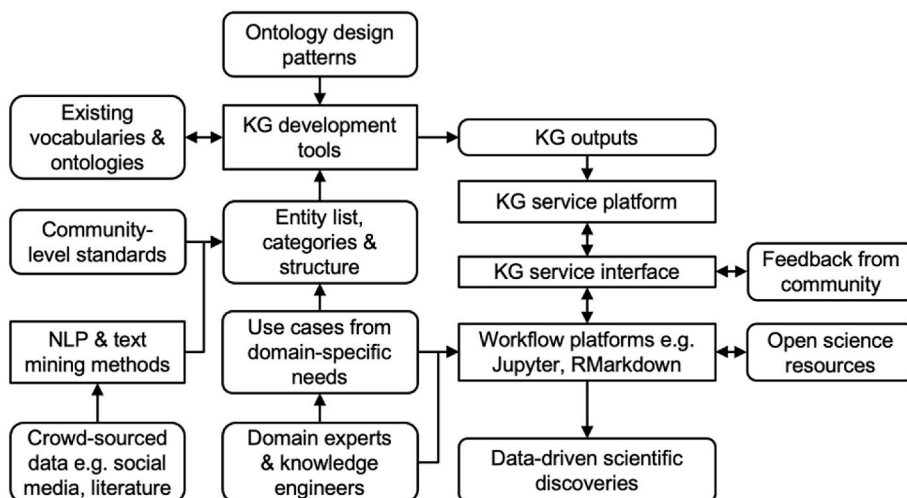 Ontology design
patterns
Existing
vocabularies &
ontologies
KG development
tools
KG outputs
KG service platform
Community-
level standards
Entity list,
categories &
structure
KG service interface
Feedback from
community
NLP & text
mining methods
Use cases from
domain-specific
needs
Workflow platforms e.g.
Jupyter, RMarkdown
Open science
resources
Crowd-sourced
data e.g. social
media, literature
Domain experts
& knowledge
engineers
Data-driven scientific
discoveries